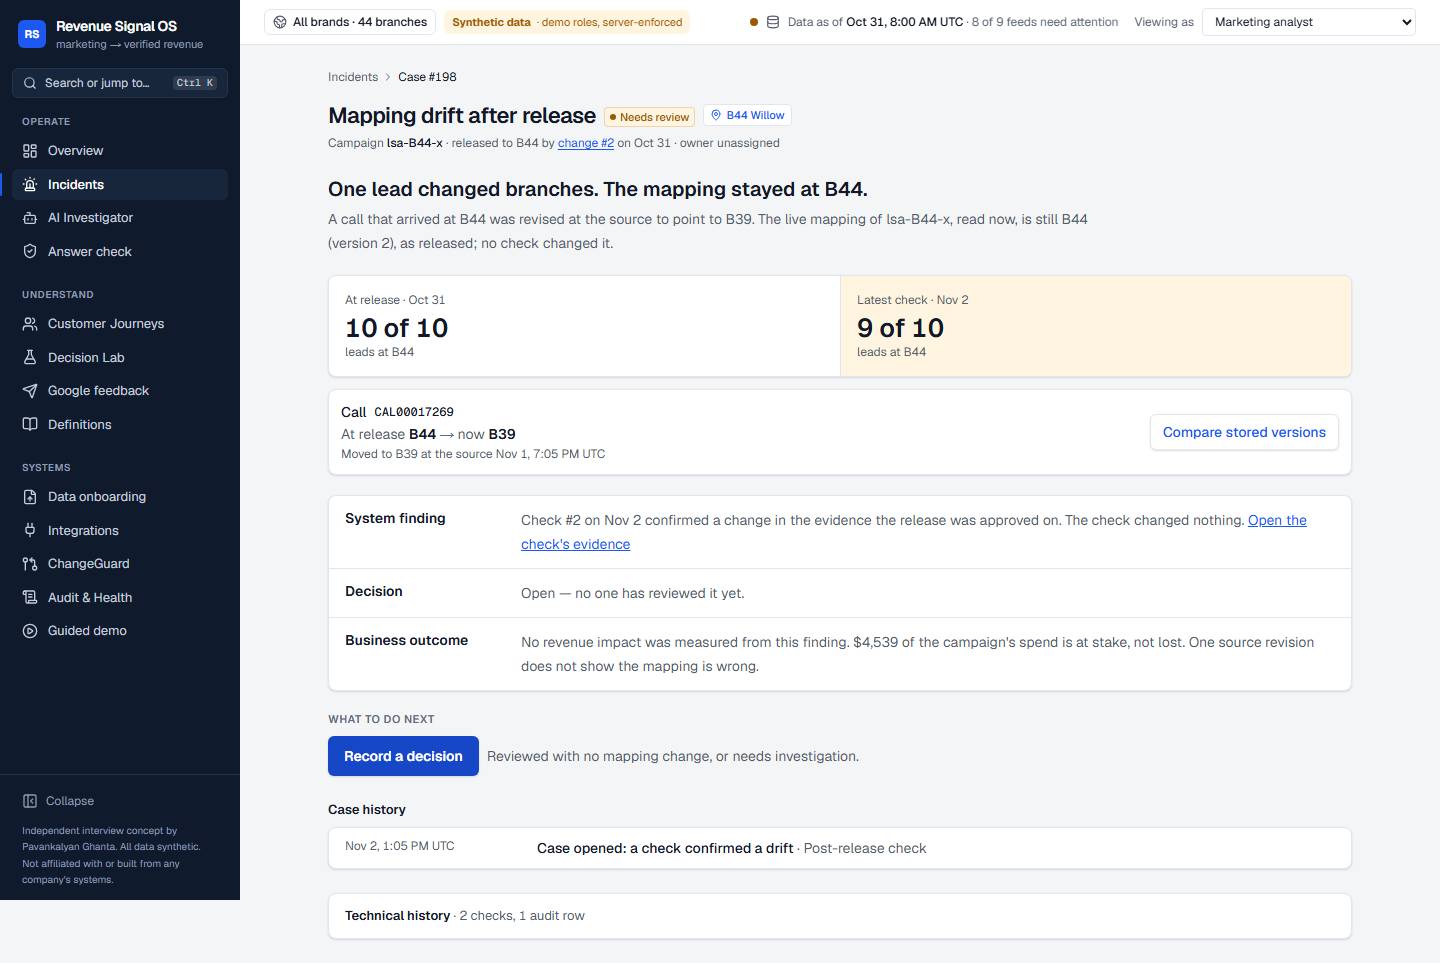 RS
Revenue Signal OS
marketing → verified revenue
Search or jump to...
Ctrl K
OPERATE
Overview
Incidents
AI Investigator
Answer check
UNDERSTAND
Customer Journeys
Decision Lab
Google feedback
Definitions
SYSTEMS
Data onboarding
Integrations
ChangeGuard
Audit & Health
Guided demo
Collapse
Independent interview concept by
Pavankalyan Ghanta. All data synthetic.
Not affiliated with or built from any
company's systems.
All brands · 44 branches
Synthetic data · demo roles, server-enforced
Data as of Oct 31, 8:00 AM UTC · 8 of 9 feeds need attention
Viewing as
Marketing analyst
Incidents > Case #198
Mapping drift after release
Needs review
B44 Willow
Campaign lsa-B44-x · released to B44 by change #2 on Oct 31 · owner unassigned
One lead changed branches. The mapping stayed at B44.
A call that arrived at B44 was revised at the source to point to B39. The live mapping of lsa-B44-x, read now, is still B44
(version 2), as released; no check changed it.
At release · Oct 31
10 of 10
leads at B44
Latest check · Nov 2
9 of 10
leads at B44
Call CAL00017269
At release B44 → now B39
Moved to B39 at the source Nov 1, 7:05 PM UTC
Compare stored versions
System finding
Check #2 on Nov 2 confirmed a change in the evidence the release was approved on. The check changed nothing. Open the
check's evidence
Decision
Open — no one has reviewed it yet.
Business outcome
No revenue impact was measured from this finding. $4,539 of the campaign's spend is at stake, not lost. One source revision
does not show the mapping is wrong.
WHAT TO DO NEXT
Record a decision
Reviewed with no mapping change, or needs investigation.
Case history
Nov 2, 1:05 PM UTC
Case opened: a check confirmed a drift · Post-release check
Technical history · 2 checks, 1 audit row